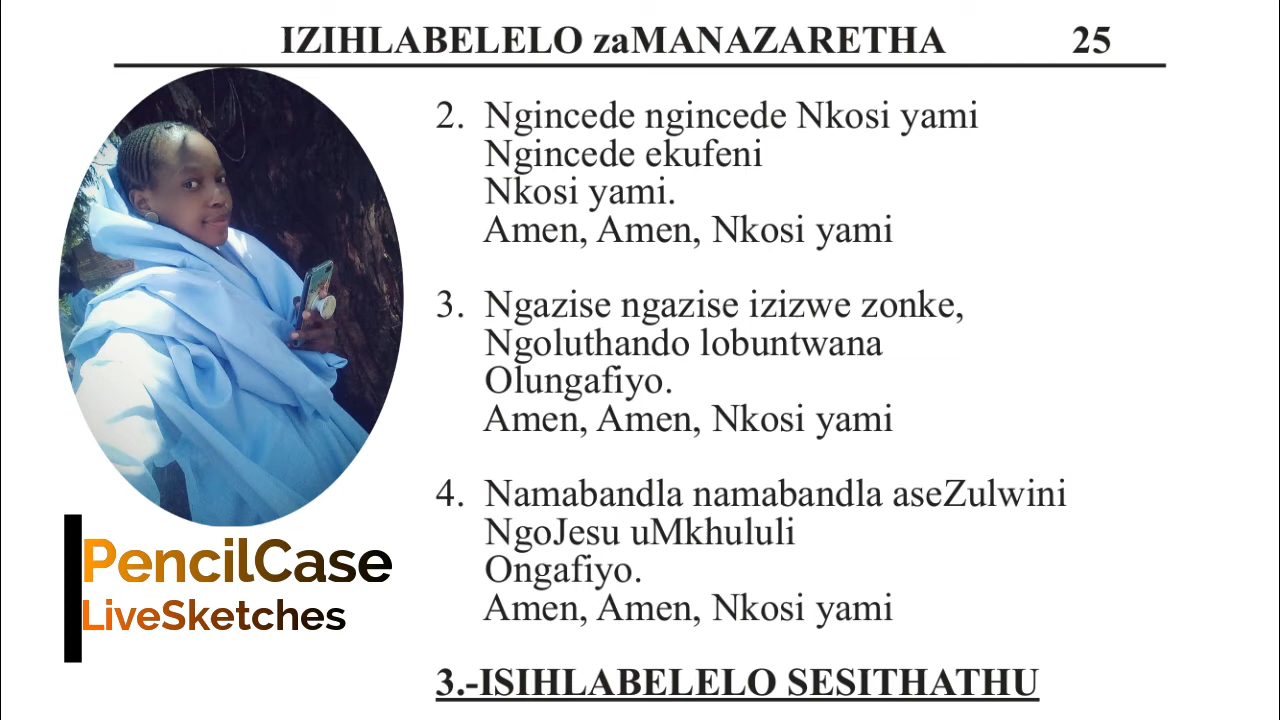 IZIHLABELELO zaMANAZARETHA 25
2. Ngincede ngincede Nkosi yami
Ngincede ekufeni
Nkosi yami.
Amen, Amen, Nkosi yami
3. Ngazise ngazise izizwe zonke,
Ngoluthando lobuntwana
Olungafiyo.
Amen, Amen, Nkosi yami
4. Namabandla namabandla aseZulwini
NgoJesu uMkhululi
Ongafiyo.
Amen, Amen, Nkosi yami
3.-ISIHLABELELO SESITHATHU
PencilCase
LiveSketches